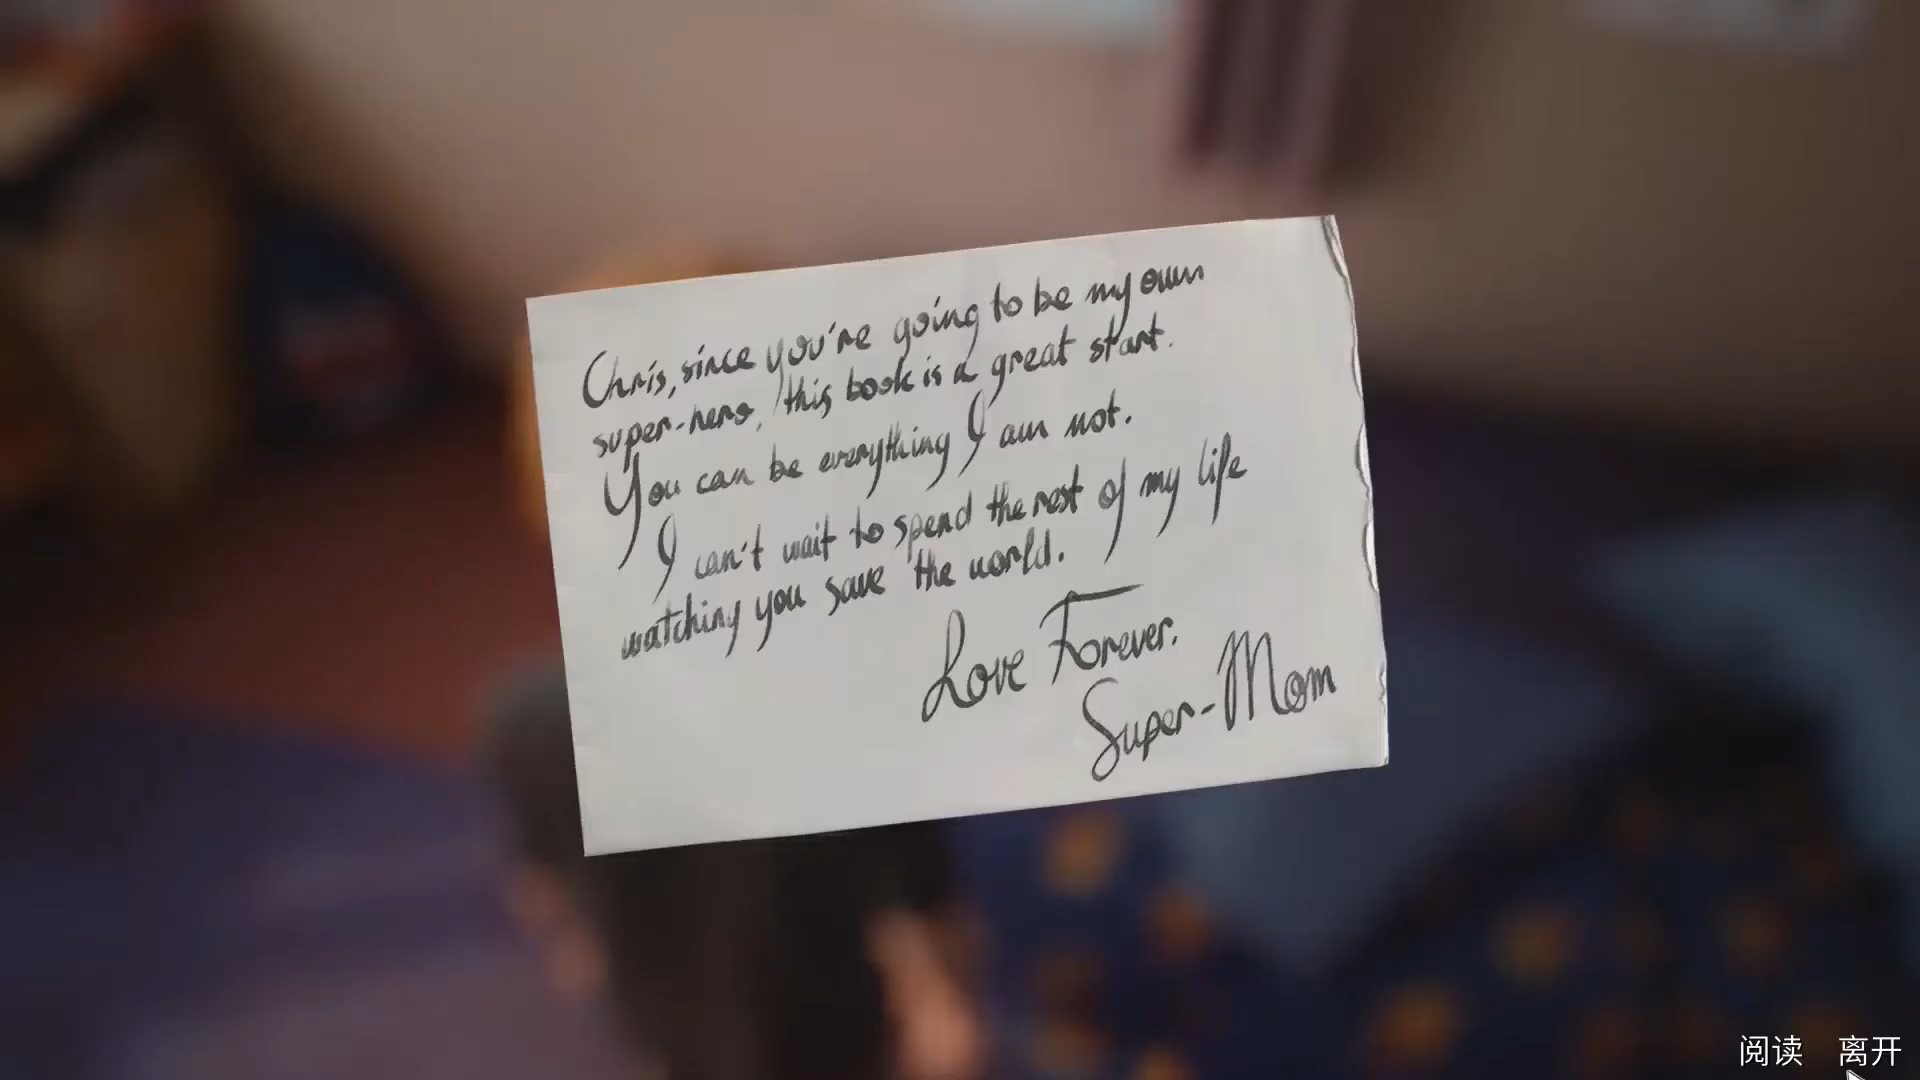 Chris, since you're going to be my own
super-hero, this book is a great start.
You can be everything I am not.
I can't wait to spend the rest of my life
watching you save the world.
Love Forever.
Super-Mom
阅读 离开